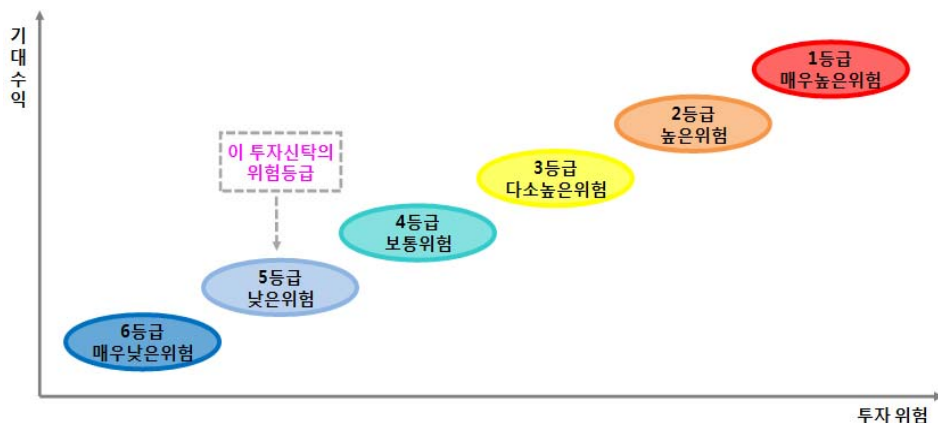 기대수익
1등급
매우높은위험
2등급
높은위험
이 투자신탁의
위험등급
3등급
다소높은위험
4등급
보통위험
5등급
낮은위험
6등급
매우낮은위험
투자 위험